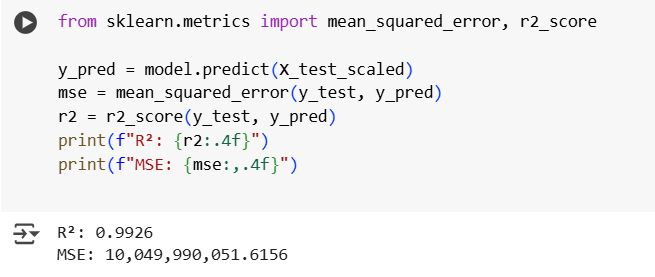 from sklearn.metrics import mean_squared_error, r2_score
y_pred = model.predict(X_test_scaled)
mse = mean_squared_error(y_test, y_pred)
r2 = r2_score(y_test, y_pred)
print(f"R²: {r2:.4f}")
print(f"MSE: {mse:,.4f}")
R²: 0.9926
MSE: 10,049,990,051.6156